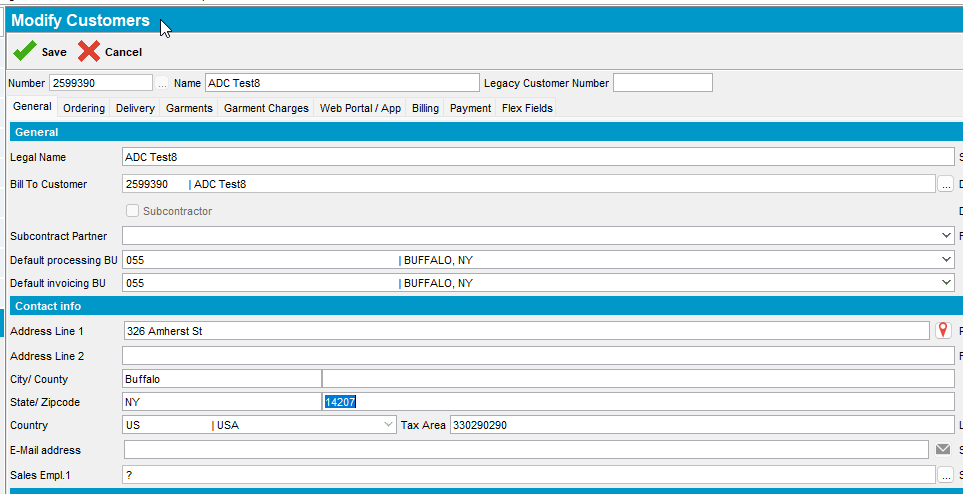 Modify Customers
Save Cancel
Number 2599390 ... Name ADC Test8 Legacy Customer Number
General Ordering Delivery Garments Garment Charges Web Portal / App Billing Payment Flex Fields
General
Legal Name ADC Test8
Bill To Customer 2599390 | ADC Test8 ...
Subcontractor
Subcontract Partner
Default processing BU 055 | BUFFALO, NY
Default invoicing BU 055 | BUFFALO, NY
Contact info
Address Line 1 326 Amherst St
Address Line 2
City/ County Buffalo
State/ Zipcode NY 14207
Country US | USA Tax Area 330290290
E-Mail address
Sales Empl.1 ? ...